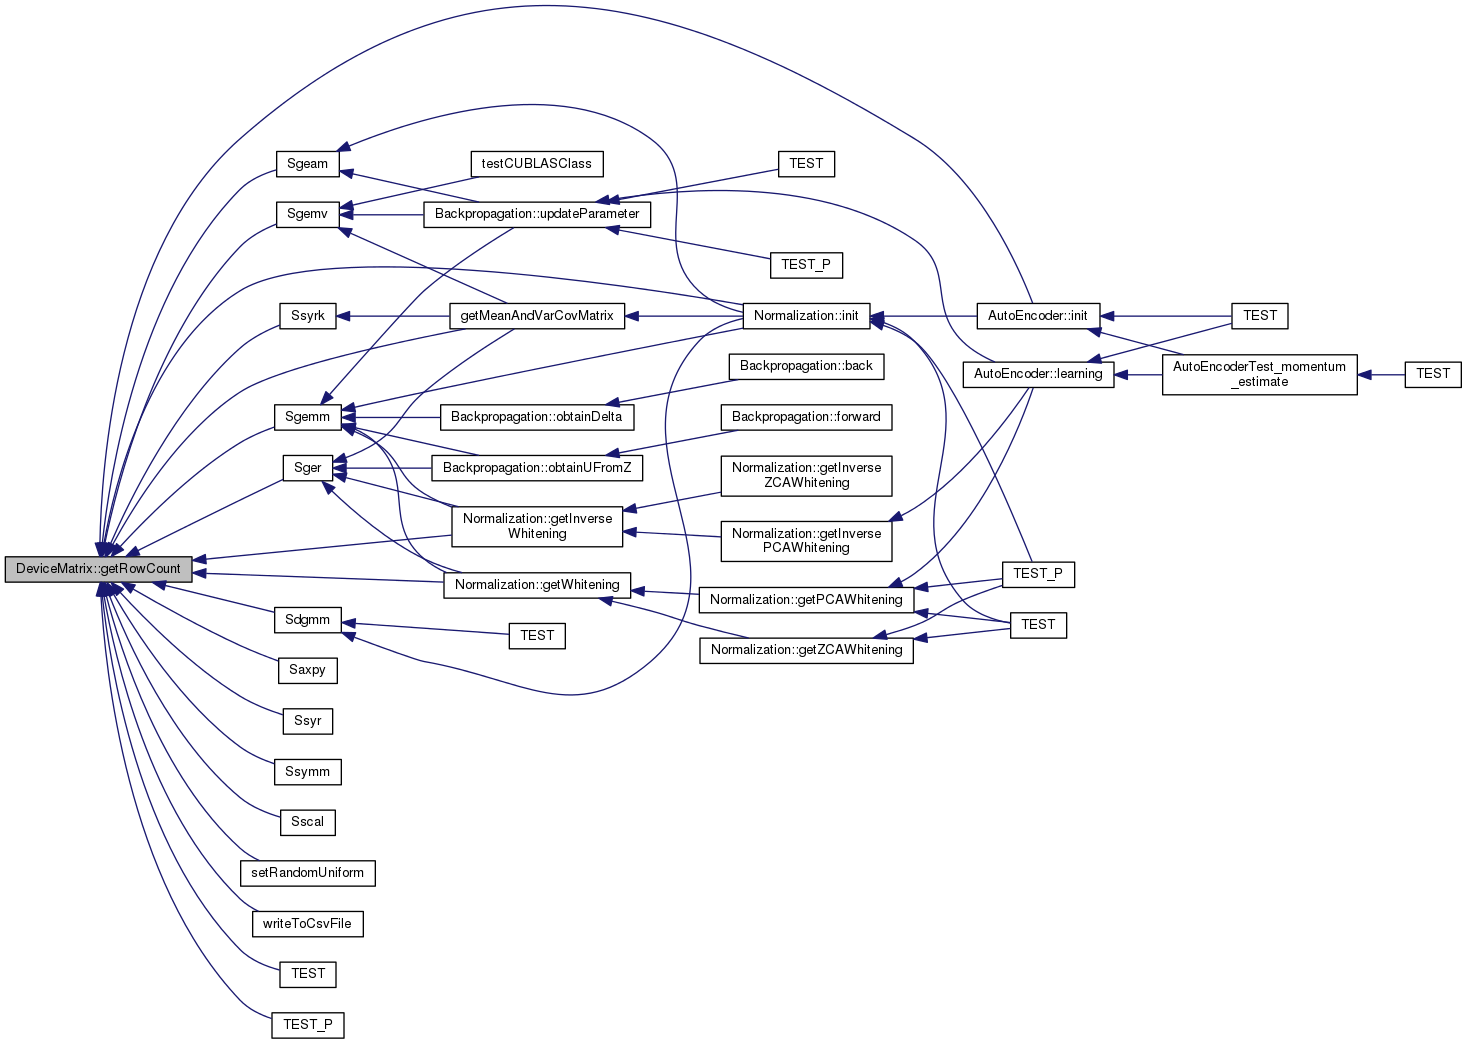 DeviceMatrix::getRowCount
Sgeam
Sgemv
Ssyrk
Sgemm
Sger
Sdgmm
Saxpy
Ssyr
Ssymm
Sscal
setRandomUniform
writeToCsvFile
TEST
TEST_P
testCUBLASClass
Backpropagation::updateParameter
getMeanAndVarCovMatrix
Backpropagation::obtainDelta
Backpropagation::obtainUFromZ
Normalization::getInverse
Whitening
Normalization::getWhitening
TEST
TEST
TEST_P
Normalization::init
Backpropagation::back
Backpropagation::forward
Normalization::getInverse
ZCAWhitening
Normalization::getInverse
PCAWhitening
Normalization::getPCAWhitening
Normalization::getZCAWhitening
AutoEncoder::init
AutoEncoder::learning
TEST_P
TEST
TEST
AutoEncoderTest_momentum
_estimate
TEST